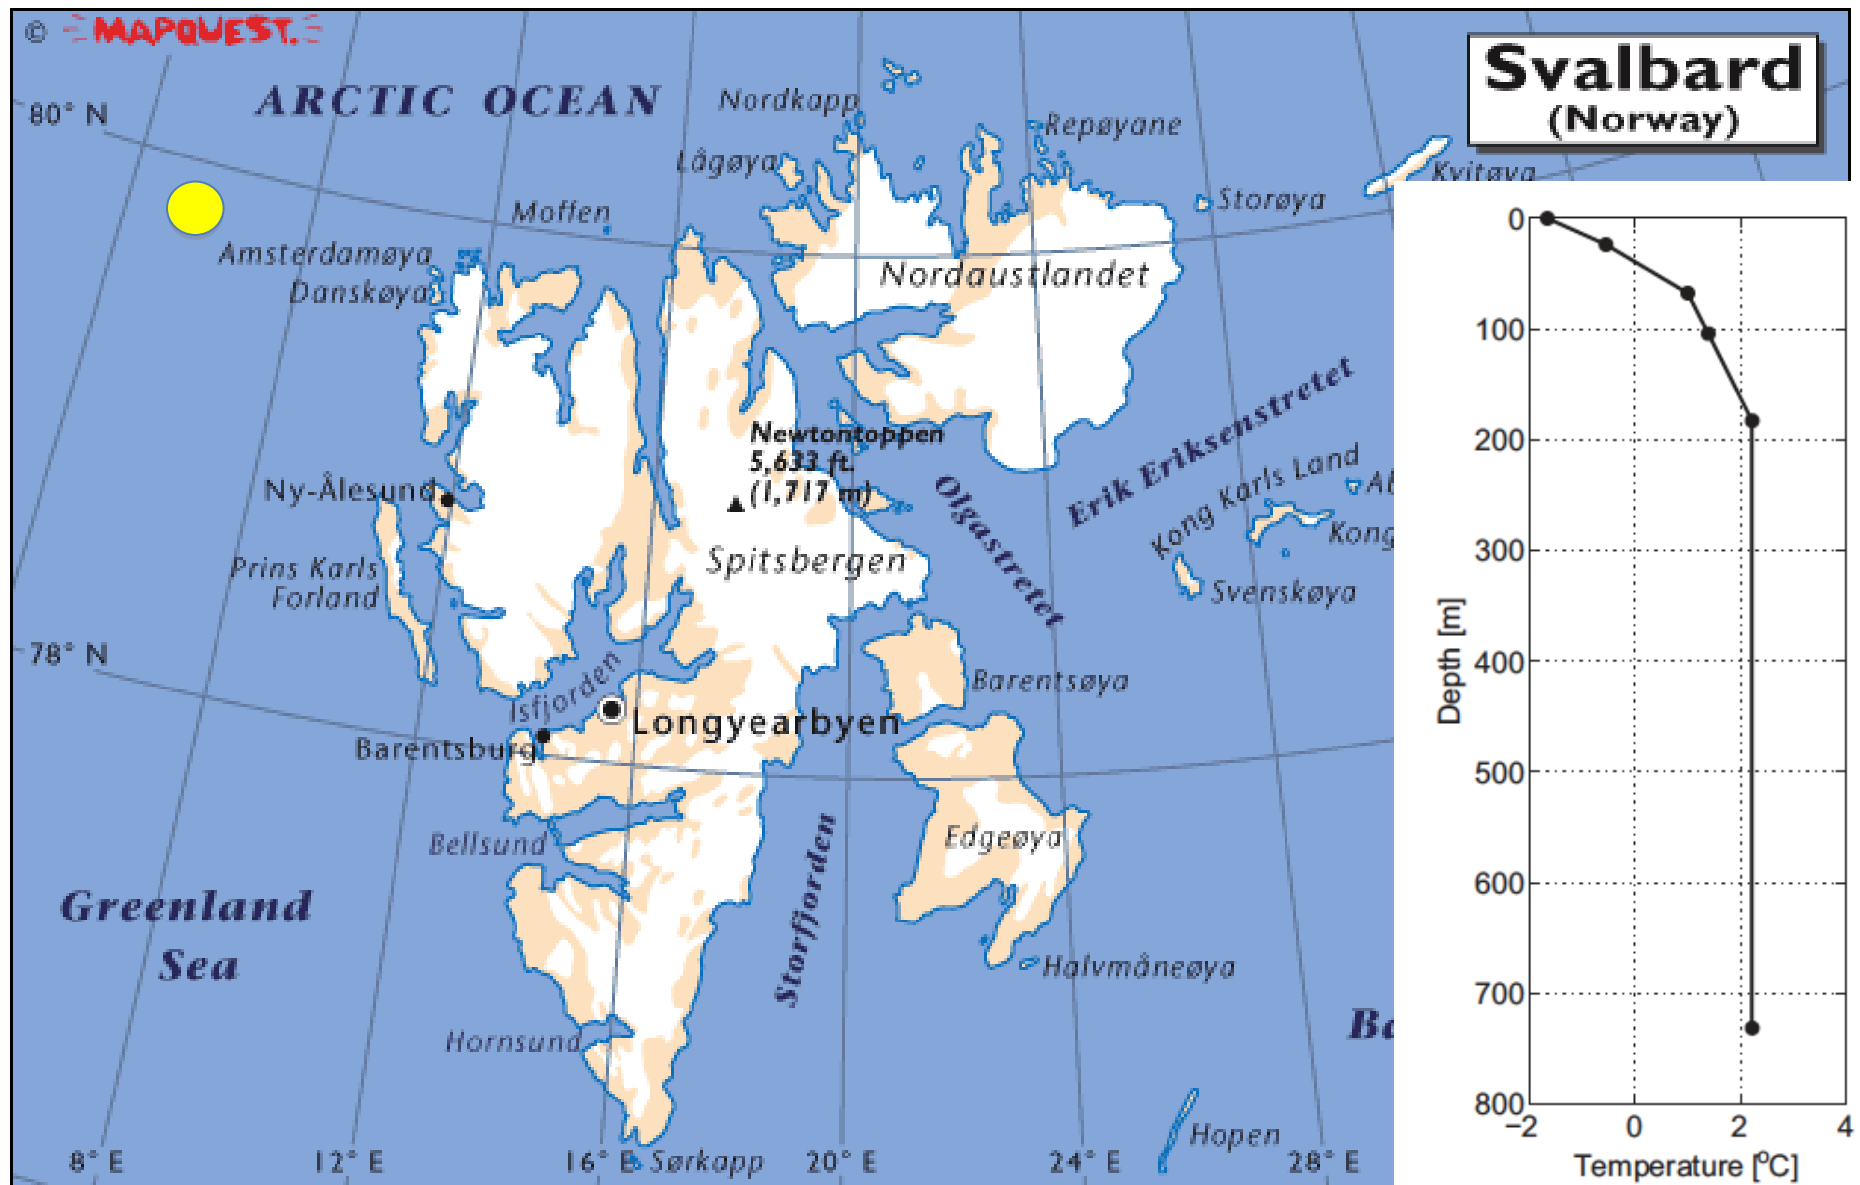 © MAPQUEST.
Svalbard
(Norway)
80° N
ARCTIC OCEAN
Nordkapp
Repøyane
Lågøya
Kvitøya
Storøya
Moffen
Amsterdamøya
Danskøya
Nordaustlandet
Newtontoppen
5,633 ft.
(1,717 m)
Erik Eriksenstretet
Olgastretet
Kong Karls Land
Ab
Kong
Ny-Ålesund
Spitsbergen
Prins Karls
Forland
Svenskøya
78° N
Isfjorden
Barentsøya
Longyearbyen
Barentsburg
Bellsund
Edgeøya
Storfjorden
Greenland
Sea
Halvmåneøya
Hornsund
Ba
Hopen
Sørkapp
8° E
12° E
16° E
20° E
24° E
28° E
0
100
200
300
400
500
600
700
800
Depth [m]
−2 0 2 4
Temperature [°C]